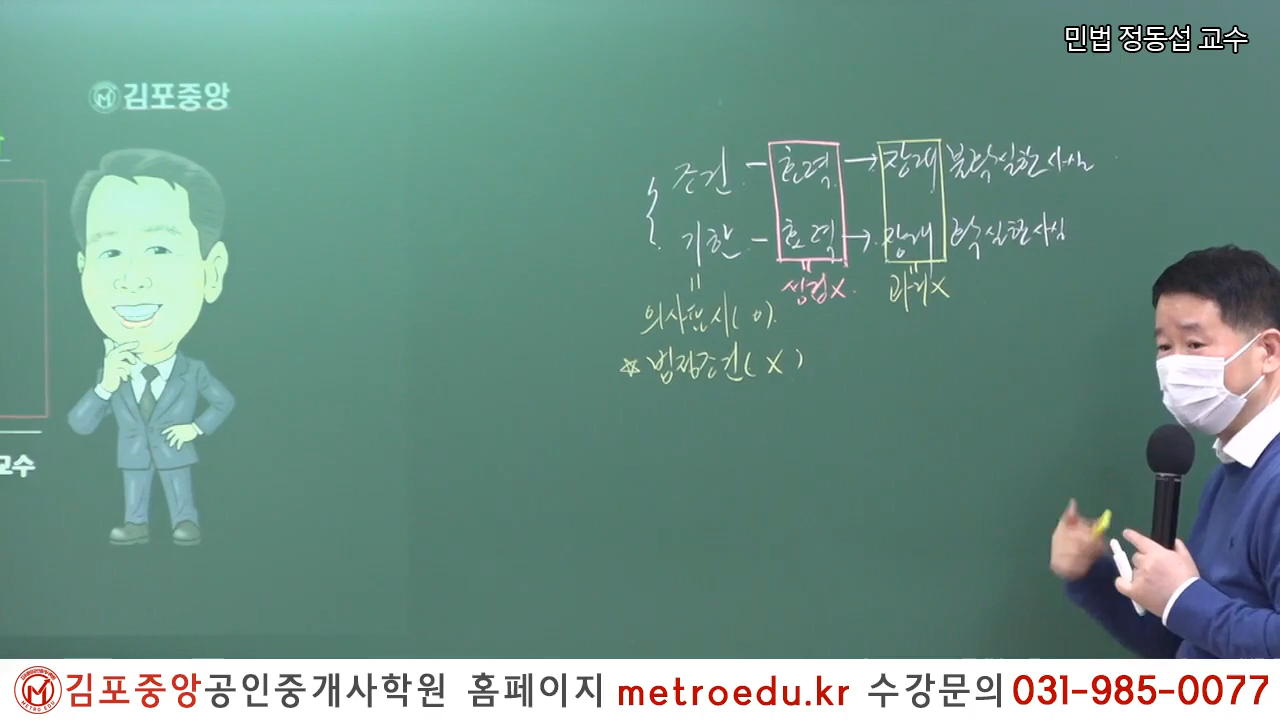 민법 정동섭 교수
김포중앙
조건 - 효력 → 장래 불확실한 사실
기한 - 효력 → 장래 확실한 사실
성립X 과거X
의사표시(O)
☆ 법정조건(X)
교수
김포중앙공인중개사학원 홈페이지 metroedu.kr 수강문의 031-985-0077
METRO EDU